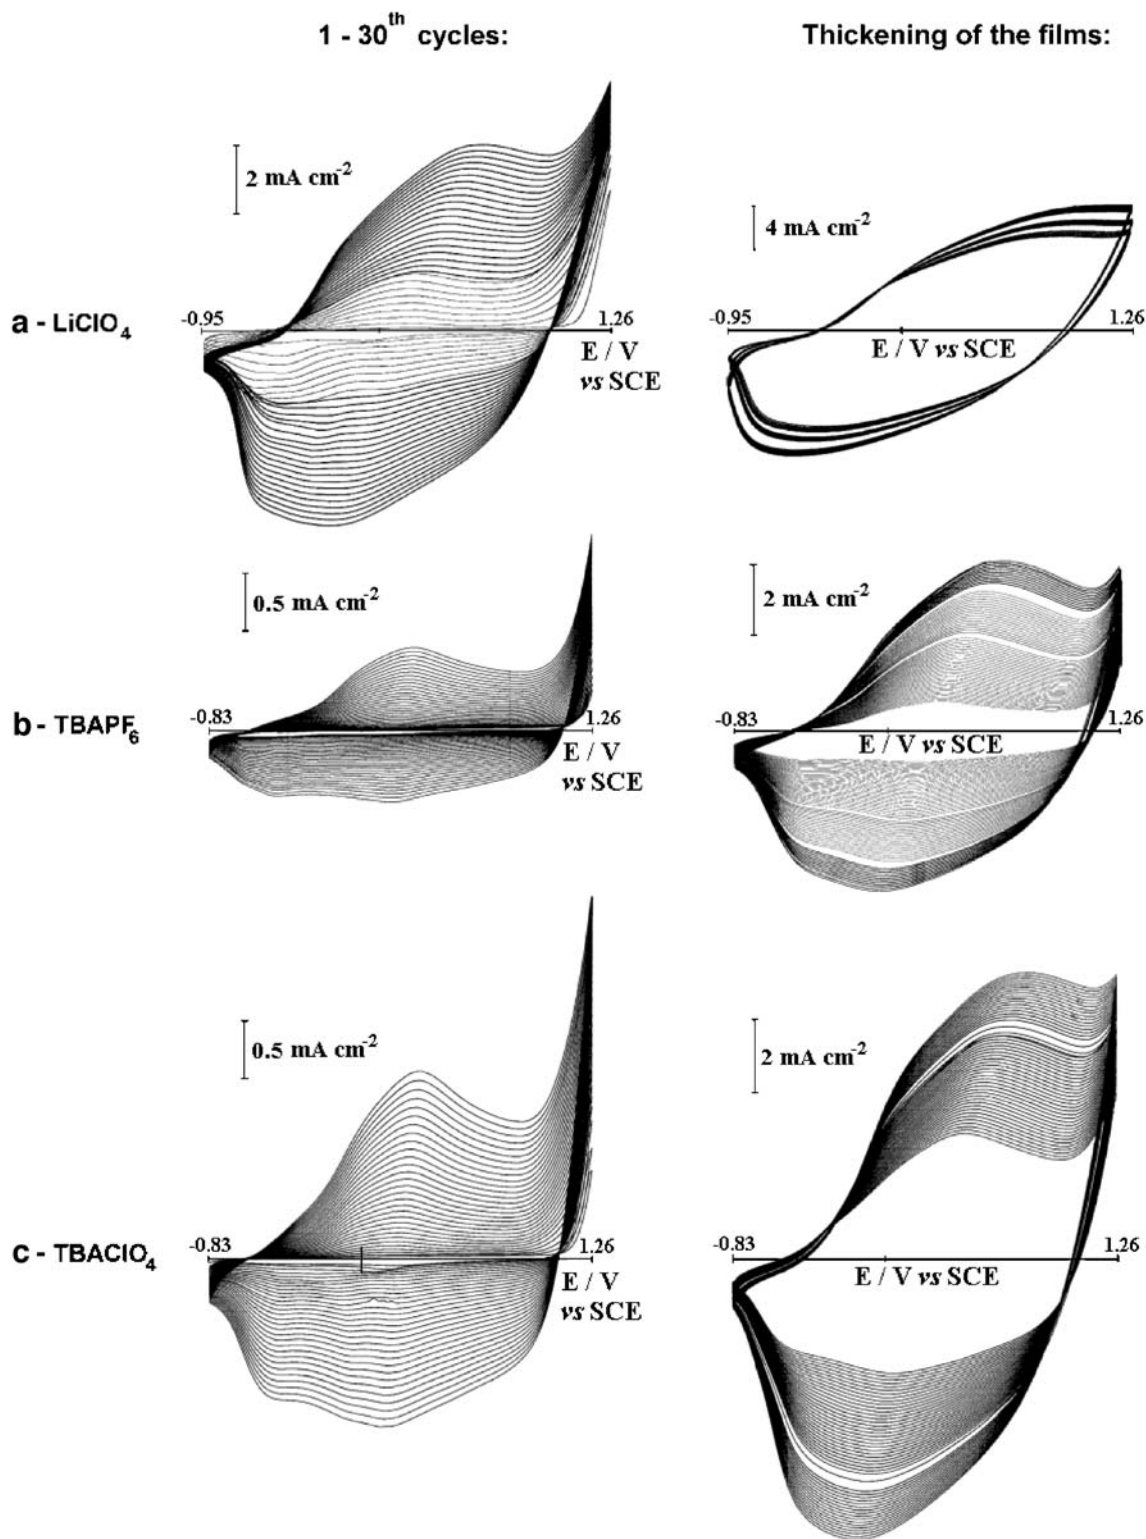 1 - 30th cycles:
Thickening of the films:
2 mA cm-2
4 mA cm-2
a - LiClO4
-0.95
1.26
E / V
vs SCE
-0.95
1.26
E / V vs SCE
0.5 mA cm-2
2 mA cm-2
b - TBAPF6
-0.83
1.26
E / V
vs SCE
-0.83
1.26
E / V vs SCE
0.5 mA cm-2
2 mA cm-2
c - TBAClO4
-0.83
1.26
E / V
vs SCE
-0.83
1.26
E / V vs SCE